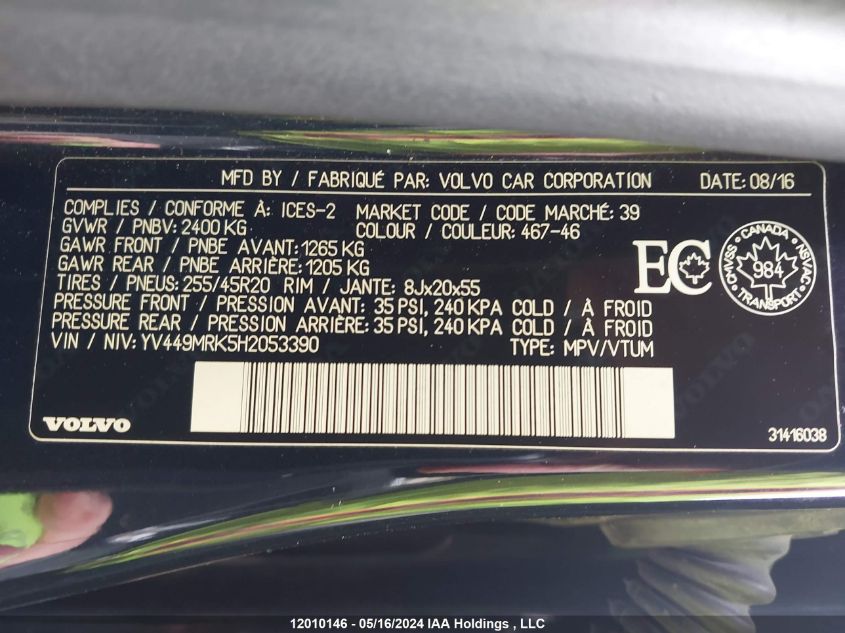 MFD BY / FABRIQUÉ PAR: VOLVO CAR CORPORATION DATE: 08/16
COMPLIES / CONFORME À: ICES-2 MARKET CODE / CODE MARCHÉ: 39
GVWR / PNBV: 2400 KG COLOUR / COULEUR: 467-46
GAWR FRONT / PNBE AVANT: 1265 KG
GAWR REAR / PNBE ARRIÈRE: 1205 KG
TIRES / PNEUS: 255/45R20 RIM / JANTE: 8Jx20x55
PRESSURE FRONT / PRESSION AVANT: 35 PSI, 240 KPA COLD / À FROID
PRESSURE REAR / PRESSION ARRIÈRE: 35 PSI, 240 KPA COLD / À FROID
VIN / NIV: YV449MRK5H2053390 TYPE: MPV/VTUM
EC
CANADA
CMVSS 984 NSVAC
TRANSPORT
VOLVO
31416038
12010146 - 05/16/2024 IAA Holdings , LLC